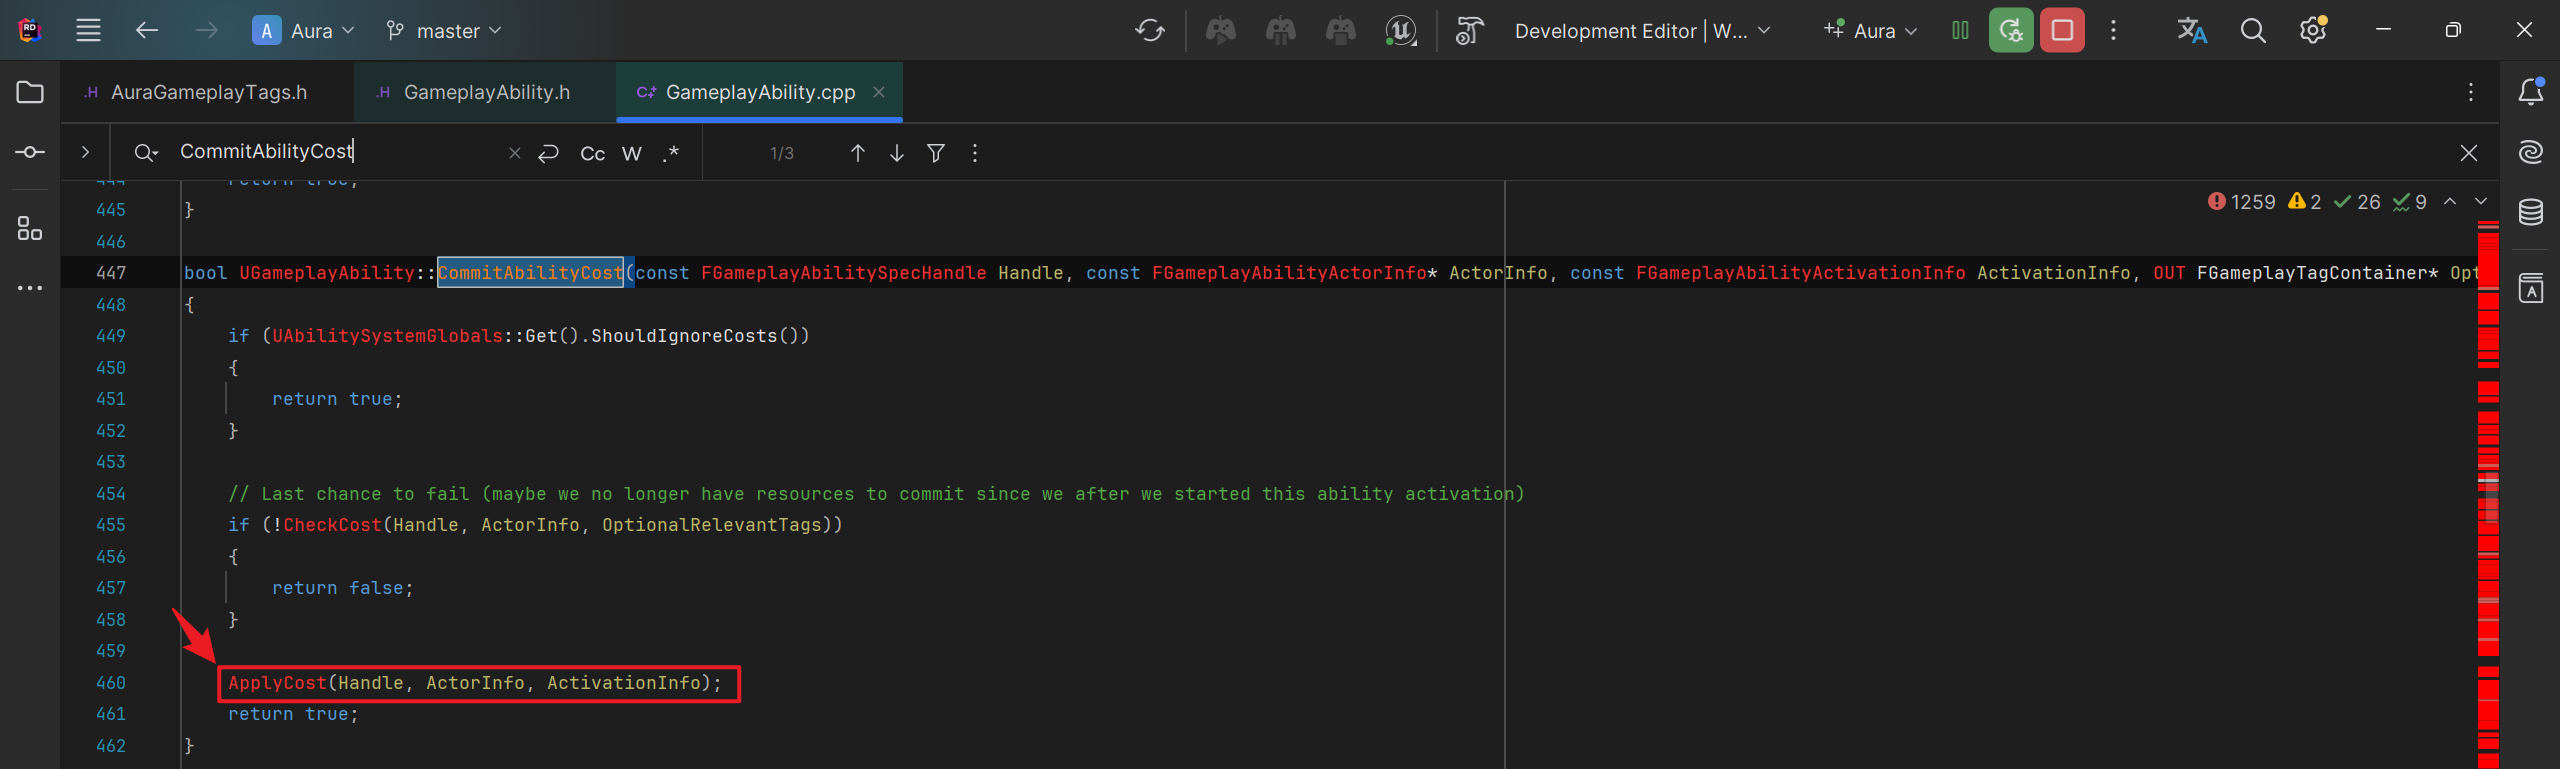 A Aura master Development Editor | W... Aura
AuraGameplayTags.h GameplayAbility.h GameplayAbility.cpp
CommitAbilityCost Cc W .* 1/3
444 return true;
1259 2 26 9
445 }
446
447 bool UGameplayAbility::CommitAbilityCost(const FGameplayAbilitySpecHandle Handle, const FGameplayAbilityActorInfo* ActorInfo, const FGameplayAbilityActivationInfo ActivationInfo, OUT FGameplayTagContainer* Opt
448 {
449 if (UAbilitySystemGlobals::Get().ShouldIgnoreCosts())
450 {
451 return true;
452 }
453
454 // Last chance to fail (maybe we no longer have resources to commit since we after we started this ability activation)
455 if (!CheckCost(Handle, ActorInfo, OptionalRelevantTags))
456 {
457 return false;
458 }
459
460 ApplyCost(Handle, ActorInfo, ActivationInfo);
461 return true;
462 }